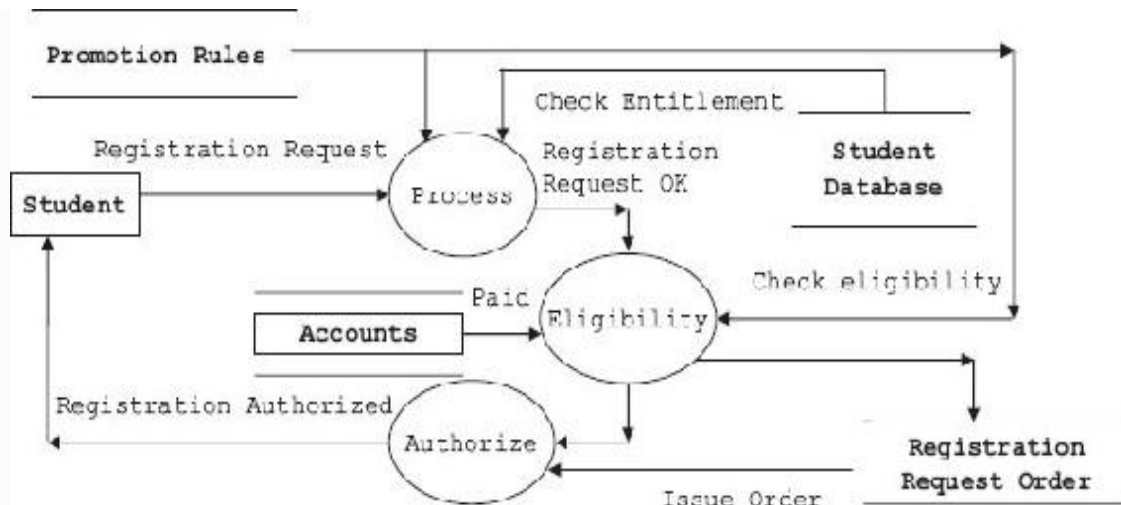 Promotion Rules
Check Entitlement
Registration Request
Registration
Request OK
Student
Database
Process
Student
Check eligibility
Paic
Eligibility
Accounts
Registration Authorized
Authorize
Registration
Request Order
Issue Order